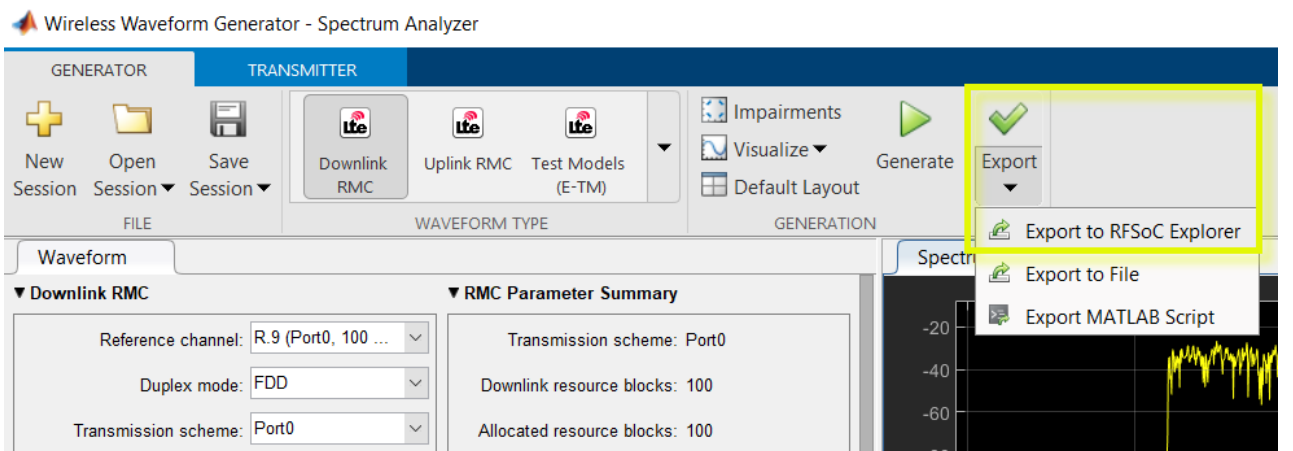 Wireless Waveform Generator - Spectrum Analyzer
GENERATOR
TRANSMITTER
New Session
Open Session
Save Session
FILE
Lte
Downlink RMC
Lte
Uplink RMC
Lte
Test Models (E-TM)
WAVEFORM TYPE
Impairments
Visualize
Default Layout
Generate
GENERATION
Export
Export to RFSoC Explorer
Export to File
Export MATLAB Script
Waveform
Downlink RMC
Reference channel: R.9 (Port0, 100 ...
Duplex mode: FDD
Transmission scheme: Port0
RMC Parameter Summary
Transmission scheme: Port0
Downlink resource blocks: 100
Allocated resource blocks: 100
-20
-40
-60